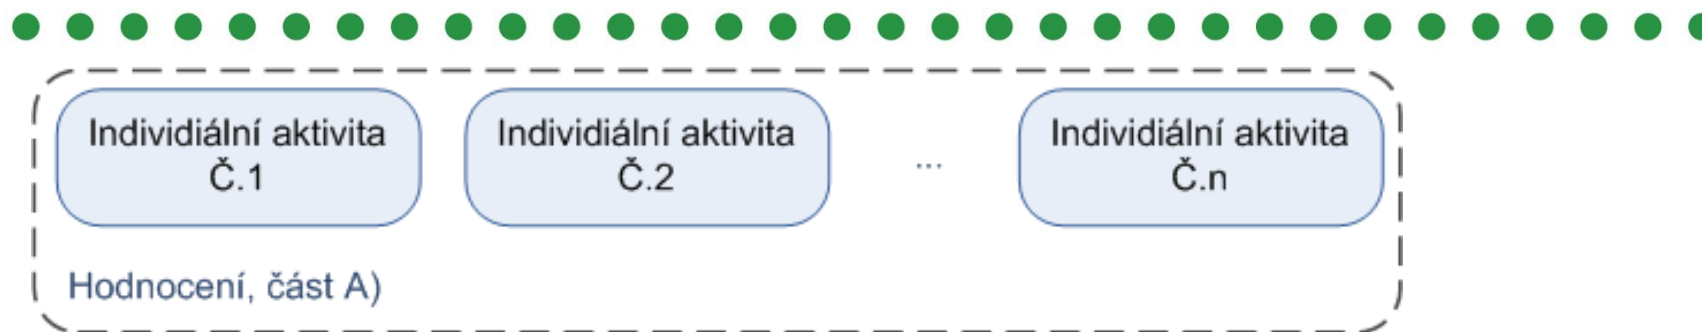 Individiální aktivita
Č.1
Individiální aktivita
Č.2
...
Individiální aktivita
Č.n
Hodnocení, část A)